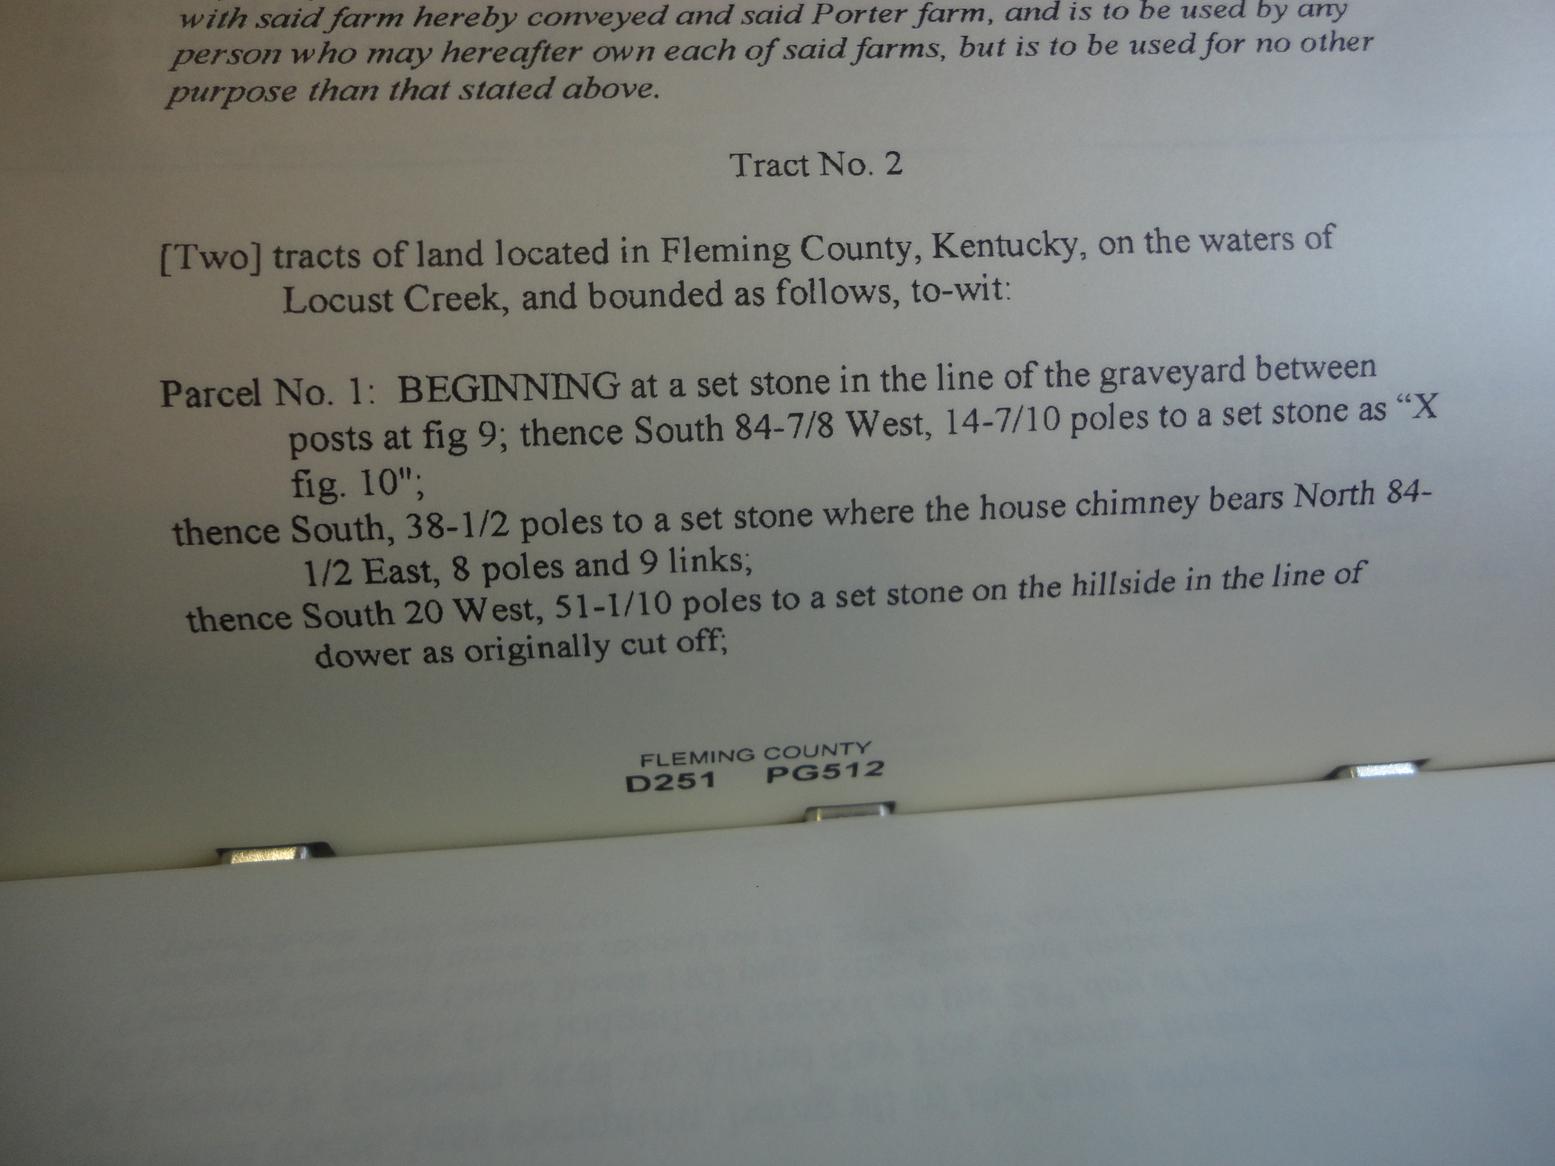 with said farm hereby conveyed and said Porter farm, and is to be used by any
person who may hereafter own each of said farms, but is to be used for no other
purpose than that stated above.
Tract No. 2
[Two] tracts of land located in Fleming County, Kentucky, on the waters of
Locust Creek, and bounded as follows, to-wit:
Parcel No. 1: BEGINNING at a set stone in the line of the graveyard between
posts at fig 9; thence South 84-7/8 West, 14-7/10 poles to a set stone as “X
fig. 10";
thence South, 38-1/2 poles to a set stone where the house chimney bears North 84-
1/2 East, 8 poles and 9 links;
thence South 20 West, 51-1/10 poles to a set stone on the hillside in the line of
dower as originally cut off;
FLEMING COUNTY
D251 PG512